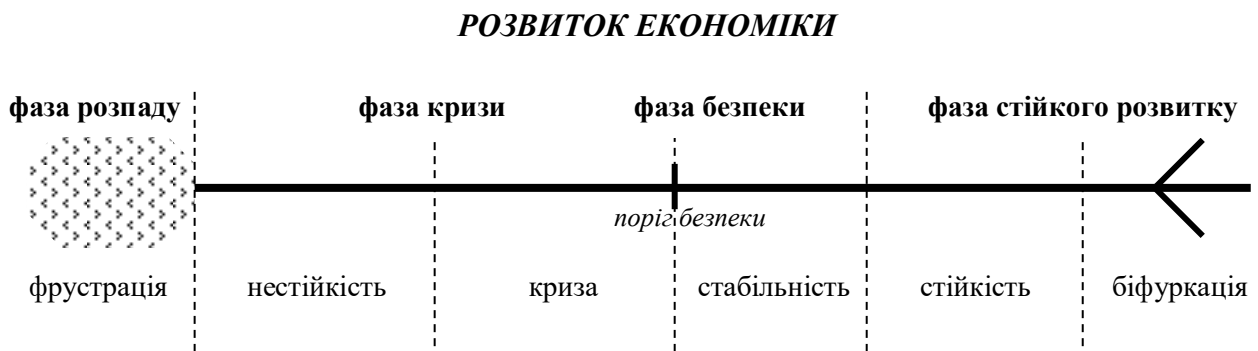 РОЗВИТОК ЕКОНОМІКИ
фаза розпаду фаза кризи фаза безпеки фаза стійкого розвитку
поріг безпеки
фрустрація нестійкість криза стабільність стійкість біфуркація